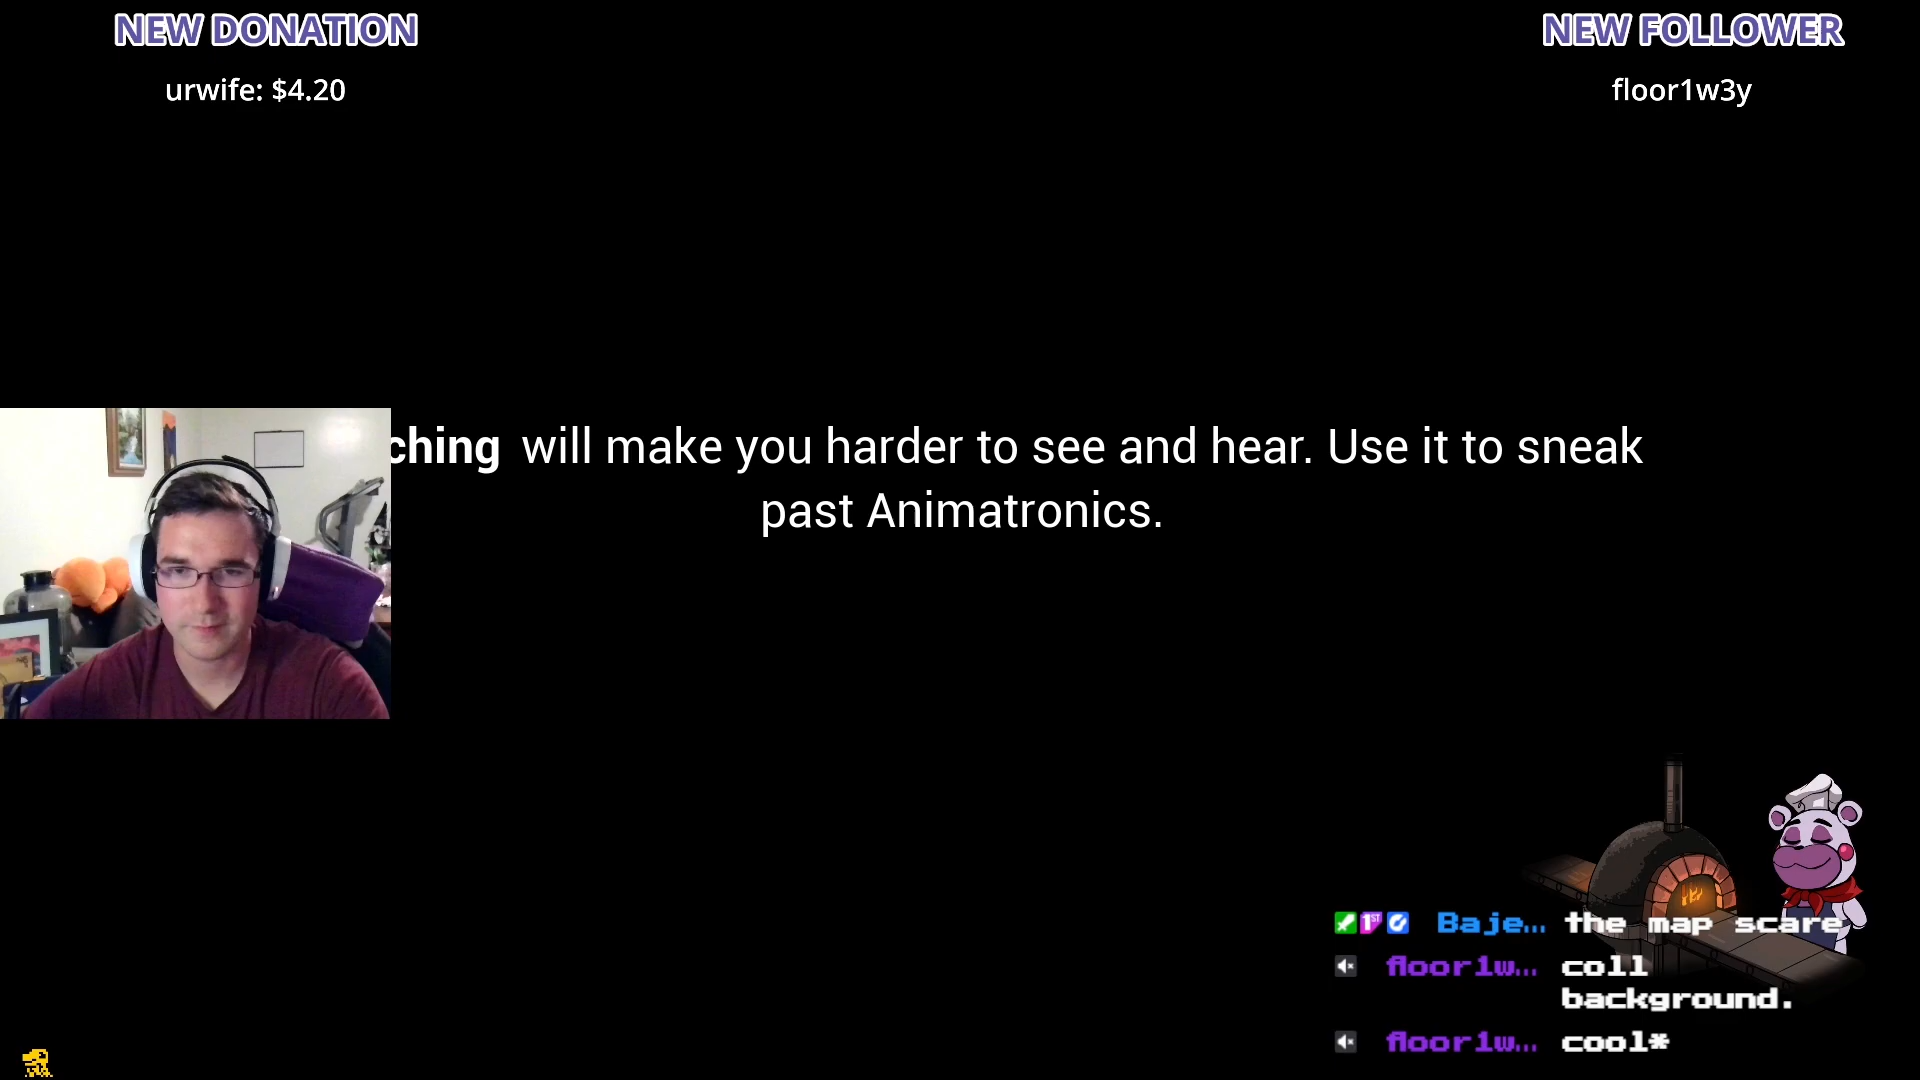 NEW DONATION
urwife: $4.20
NEW FOLLOWER
floor1w3y
ching will make you harder to see and hear. Use it to sneak
past Animatronics.
Baje... the map scare
floor1w... coll
background.
floor1w... cool*